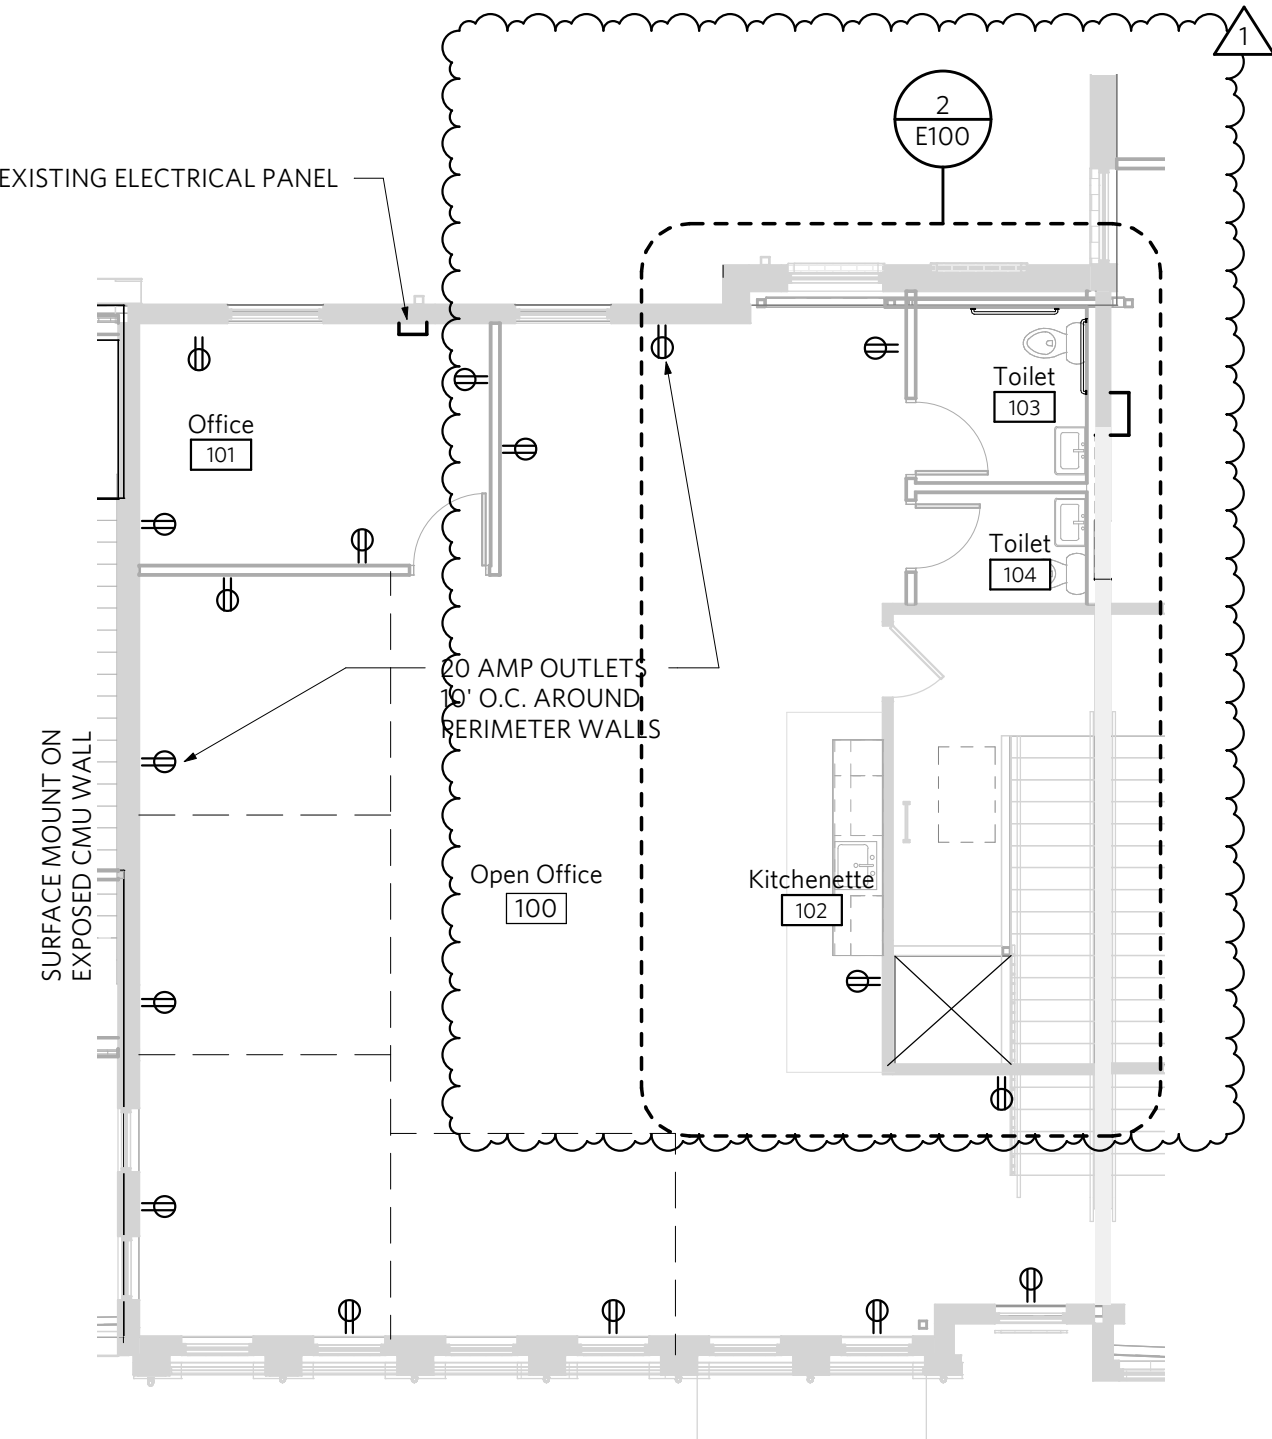 1
2
E100
EXISTING ELECTRICAL PANEL
Toilet
103
Office
101
Toilet
104
20 AMP OUTLETS
10' O.C. AROUND
PERIMETER WALLS
SURFACE MOUNT ON
EXPOSED CMU WALL
Open Office
100
Kitchenette
102